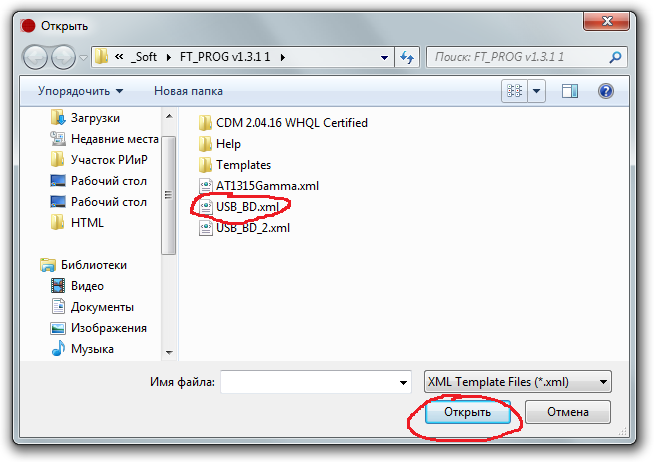 Открыть
« _Soft FT_PROG v1.3.1 1
Поиск: FT_PROG v1.3.1 1
Упорядочить Новая папка
Загрузки
Недавние места
Участок РИиР
Рабочий стол
Рабочий стол
HTML
Библиотеки
Видео
Документы
Изображения
Музыка
CDM 2.04.16 WHQL Certified
Help
Templates
AT1315Gamma.xml
USB_BD.xml
USB_BD_2.xml
Имя файла:
XML Template Files (*.xml)
Открыть Отмена